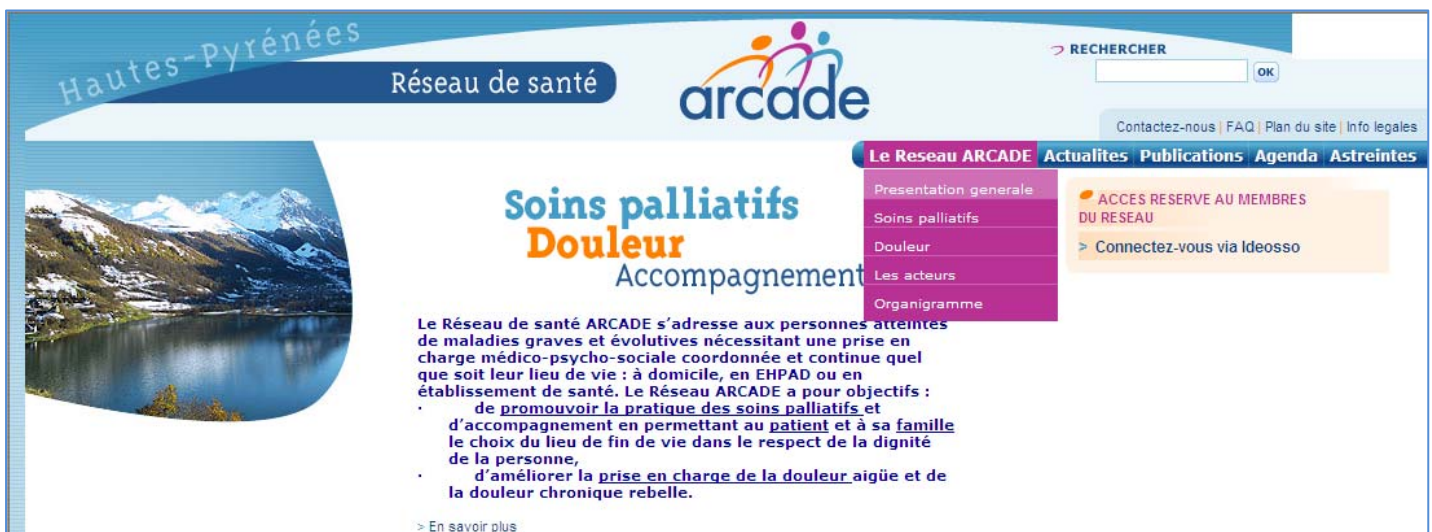 Hautes-Pyrénées
Réseau de santé
arcade
RECHERCHER
OK
Contactez-nous | FAQ | Plan du site | Info legales
Le Reseau ARCADE Actualites Publications Agenda Astreintes
Presentation generale
Soins palliatifs
Douleur
Les acteurs
Organigramme
ACCES RESERVE AU MEMBRES
DU RESEAU
> Connectez-vous via Ideosso
Soins palliatifs
Douleur
Accompagnement
Le Réseau de santé ARCADE s’adresse aux personnes atteintes
de maladies graves et évolutives nécessitant une prise en
charge médico-psycho-sociale coordonnée et continue quel
que soit leur lieu de vie : à domicile, en EHPAD ou en
établissement de santé. Le Réseau ARCADE a pour objectifs :
· de promouvoir la pratique des soins palliatifs et
d’accompagnement en permettant au patient et à sa famille
le choix du lieu de fin de vie dans le respect de la dignité
de la personne,
· d’améliorer la prise en charge de la douleur aigüe et de
la douleur chronique rebelle.
> En savoir plus